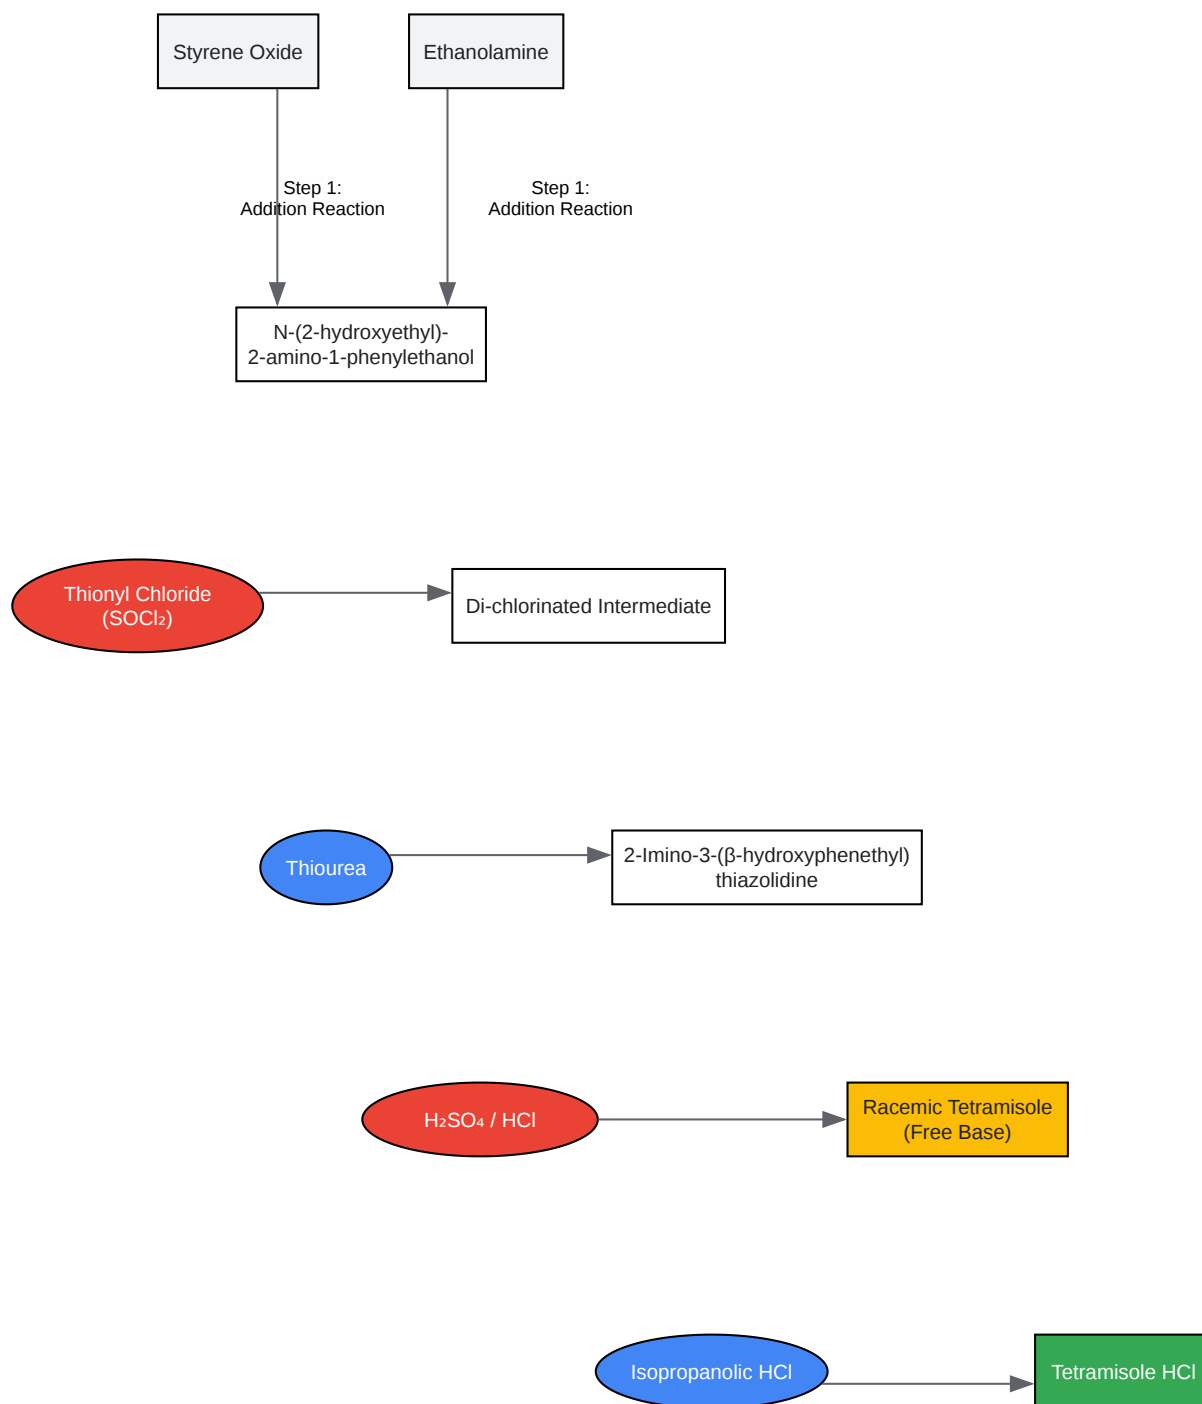 Styrene Oxide
Ethanolamine
Step 1:
Addition Reaction
Step 1:
Addition Reaction
N-(2-hydroxyethyl)-
2-amino-1-phenylethanol
Thionyl Chloride
(SOCl₂)
Di-chlorinated Intermediate
Thiourea
2-Imino-3-(β-hydroxyphenethyl)
thiazolidine
H₂SO₄ / HCl
Racemic Tetramisole
(Free Base)
Isopropanolic HCl
Tetramisole HCl